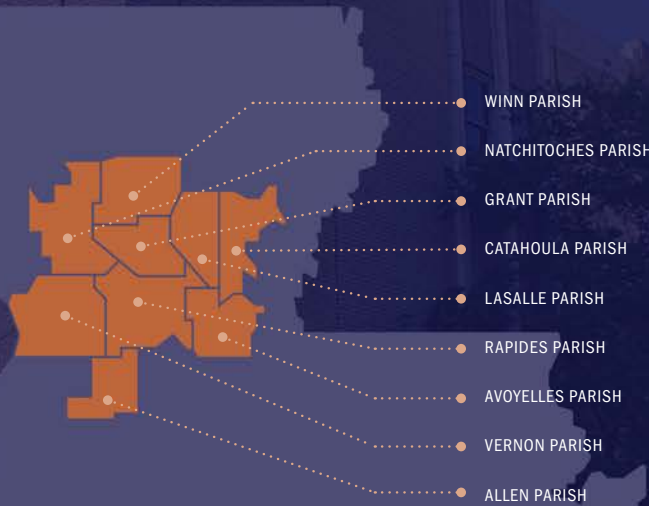 WINN PARISH
NATCHITOCHES PARISH
GRANT PARISH
CATAHOULA PARISH
LASALLE PARISH
RAPIDES PARISH
AVOYELLES PARISH
VERNON PARISH
ALLEN PARISH